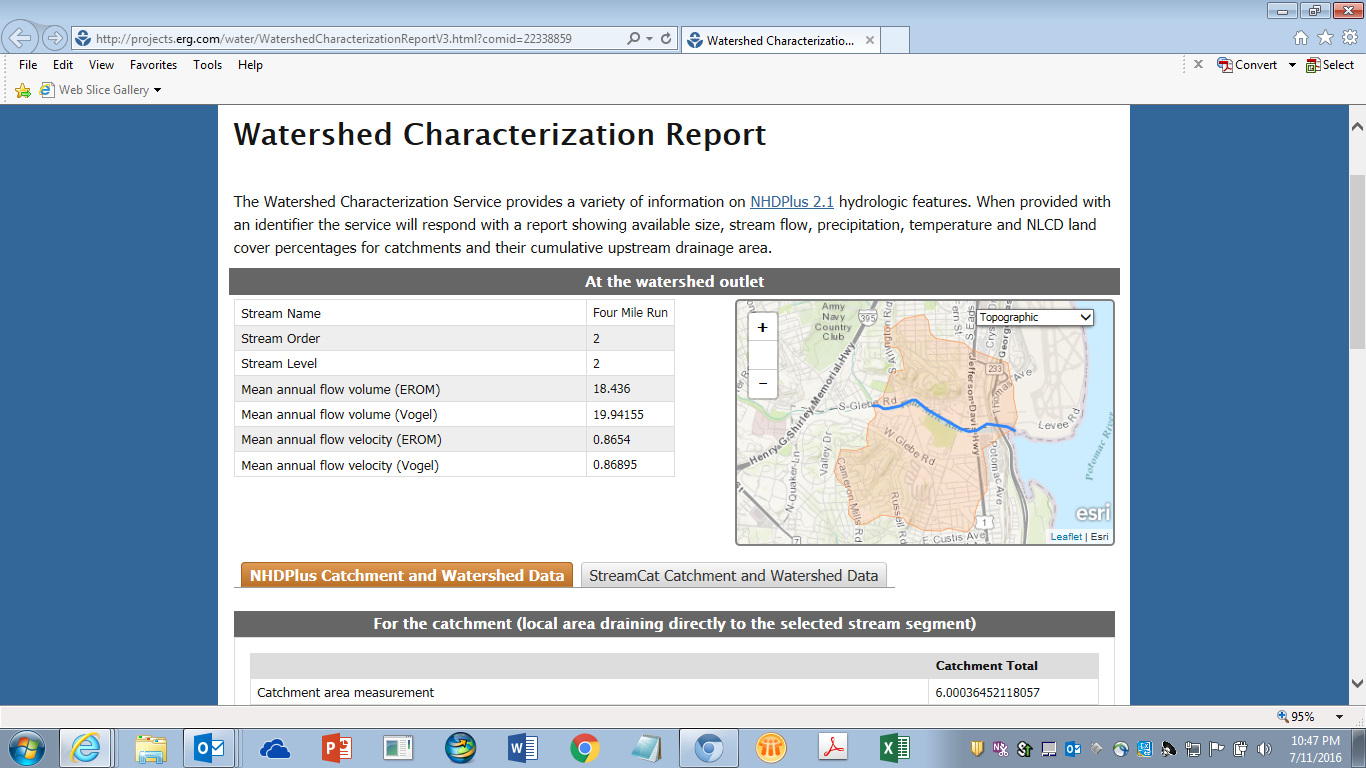 http://projects.erg.com/water/WatershedCharacterizationReportV3.html?comid=22338859
Watershed Characterizatio...
File Edit View Favorites Tools Help
Convert Select
Web Slice Gallery
Watershed Characterization Report
The Watershed Characterization Service provides a variety of information on NHDPlus 2.1 hydrologic features. When provided with
an identifier the service will respond with a report showing available size, stream flow, precipitation, temperature and NLCD land
cover percentages for catchments and their cumulative upstream drainage area.
At the watershed outlet
Stream Name Four Mile Run
Stream Order 2
Stream Level 2
Mean annual flow volume (EROM) 18.436
Mean annual flow volume (Vogel) 19.94155
Mean annual flow velocity (EROM) 0.8654
Mean annual flow velocity (Vogel) 0.86895
Topographic
+
−
Army
Navy
Country
Club
395
S Arlington Rid
S Eads
233
S-Glebe Rd
Henry G Shirley Memorial Hwy
Jefferson Davis Hwy
Levee Rd
W Glebe Rd
Valley Dr
N-Quaker-Ln
Cameron Mills Rd
Russell Rd
Potomac Ave
Potomac River
1
7
E Custis Ave
esri
Leaflet | Esri
NHDPlus Catchment and Watershed Data
StreamCat Catchment and Watershed Data
For the catchment (local area draining directly to the selected stream segment)
Catchment Total
Catchment area measurement 6.00036452118057
95%
10:47 PM
7/11/2016